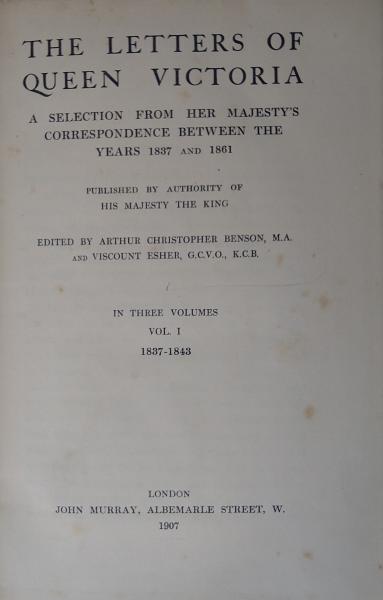 THE LETTERS OF
QUEEN VICTORIA
A SELECTION FROM HER MAJESTY'S
CORRESPONDENCE BETWEEN THE
YEARS 1837 AND 1861
PUBLISHED BY AUTHORITY OF
HIS MAJESTY THE KING
EDITED BY ARTHUR CHRISTOPHER BENSON, M.A.
AND VISCOUNT ESHER, G.C.V.O., K.C.B.
IN THREE VOLUMES
VOL. I
1837-1843
LONDON
JOHN MURRAY, ALBEMARLE STREET, W.
1907